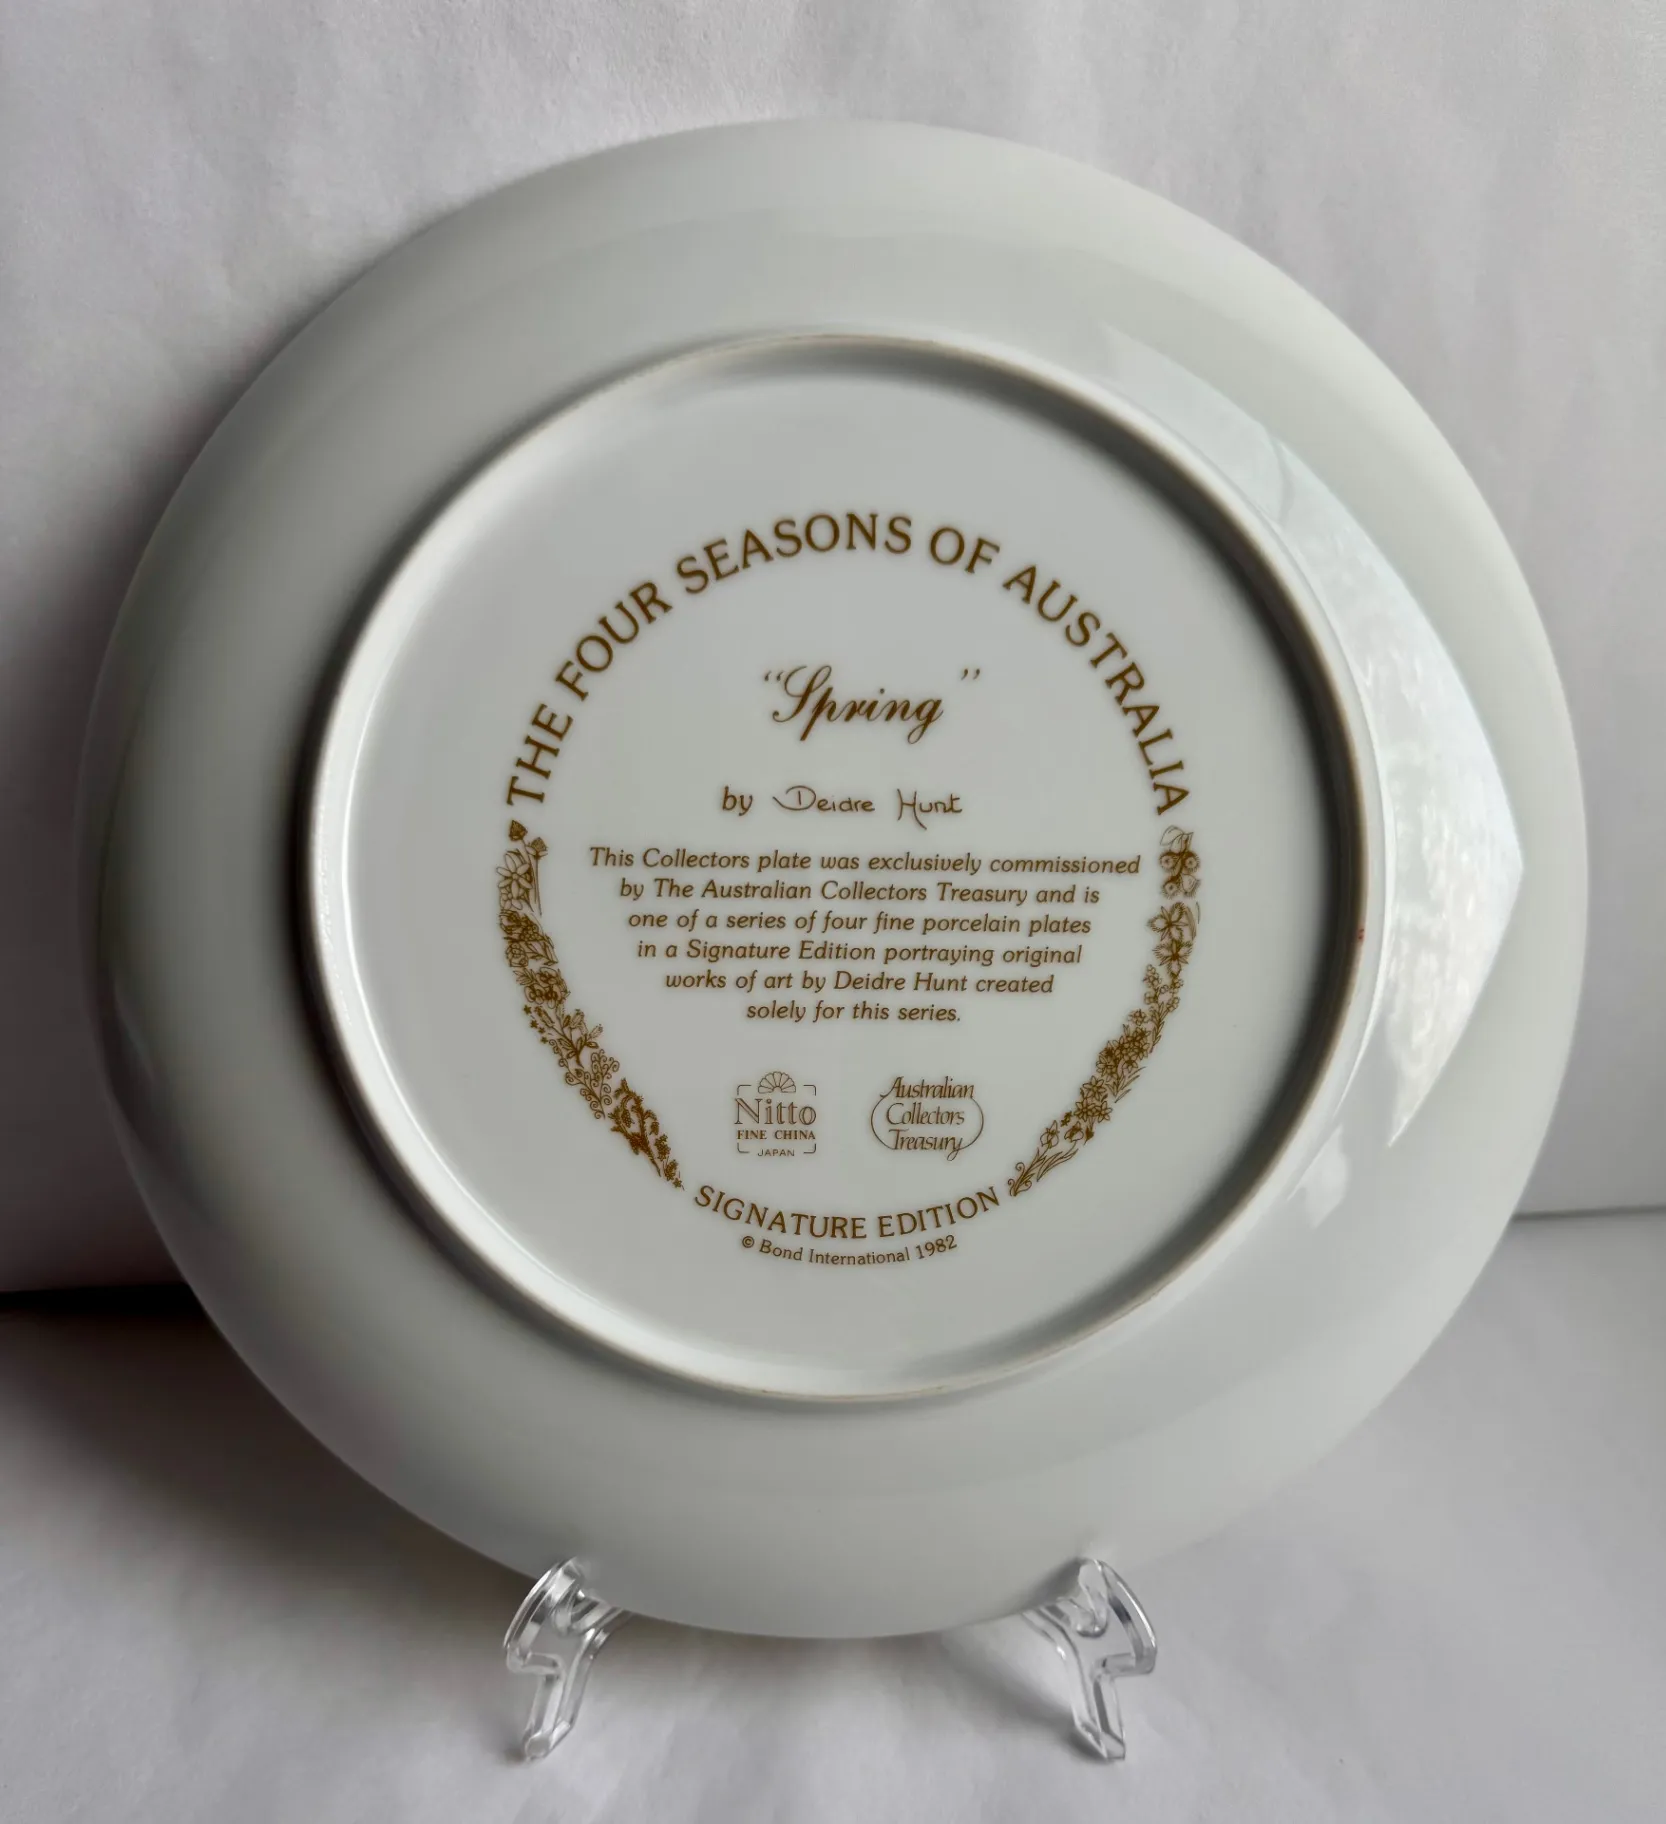 THE FOUR SEASONS OF AUSTRALIA
“Spring”
by Deidre Hunt
This Collectors plate was exclusively commissioned
by The Australian Collectors Treasury and is
one of a series of four fine porcelain plates
in a Signature Edition portraying original
works of art by Deidre Hunt created
solely for this series.
Nitto
FINE CHINA
JAPAN
Australian
Collectors
Treasury
SIGNATURE EDITION
© Bond International 1982